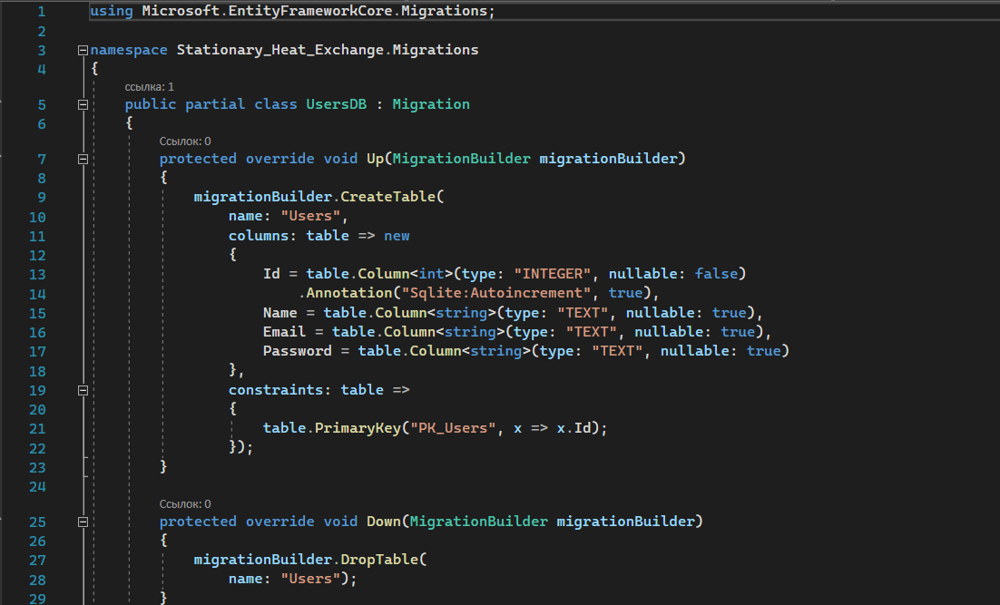 1 using Microsoft.EntityFrameworkCore.Migrations;
2
3 namespace Stationary_Heat_Exchange.Migrations
4 {
ссылка: 1
5 public partial class UsersDB : Migration
6 {
Ссылок: 0
7 protected override void Up(MigrationBuilder migrationBuilder)
8 {
9 migrationBuilder.CreateTable(
10 name: "Users",
11 columns: table => new
12 {
13 Id = table.Column<int>(type: "INTEGER", nullable: false)
14 .Annotation("Sqlite:Autoincrement", true),
15 Name = table.Column<string>(type: "TEXT", nullable: true),
16 Email = table.Column<string>(type: "TEXT", nullable: true),
17 Password = table.Column<string>(type: "TEXT", nullable: true)
18 },
19 constraints: table =>
20 {
21 table.PrimaryKey("PK_Users", x => x.Id);
22 });
23 }
24
Ссылок: 0
25 protected override void Down(MigrationBuilder migrationBuilder)
26 {
27 migrationBuilder.DropTable(
28 name: "Users");
29 }